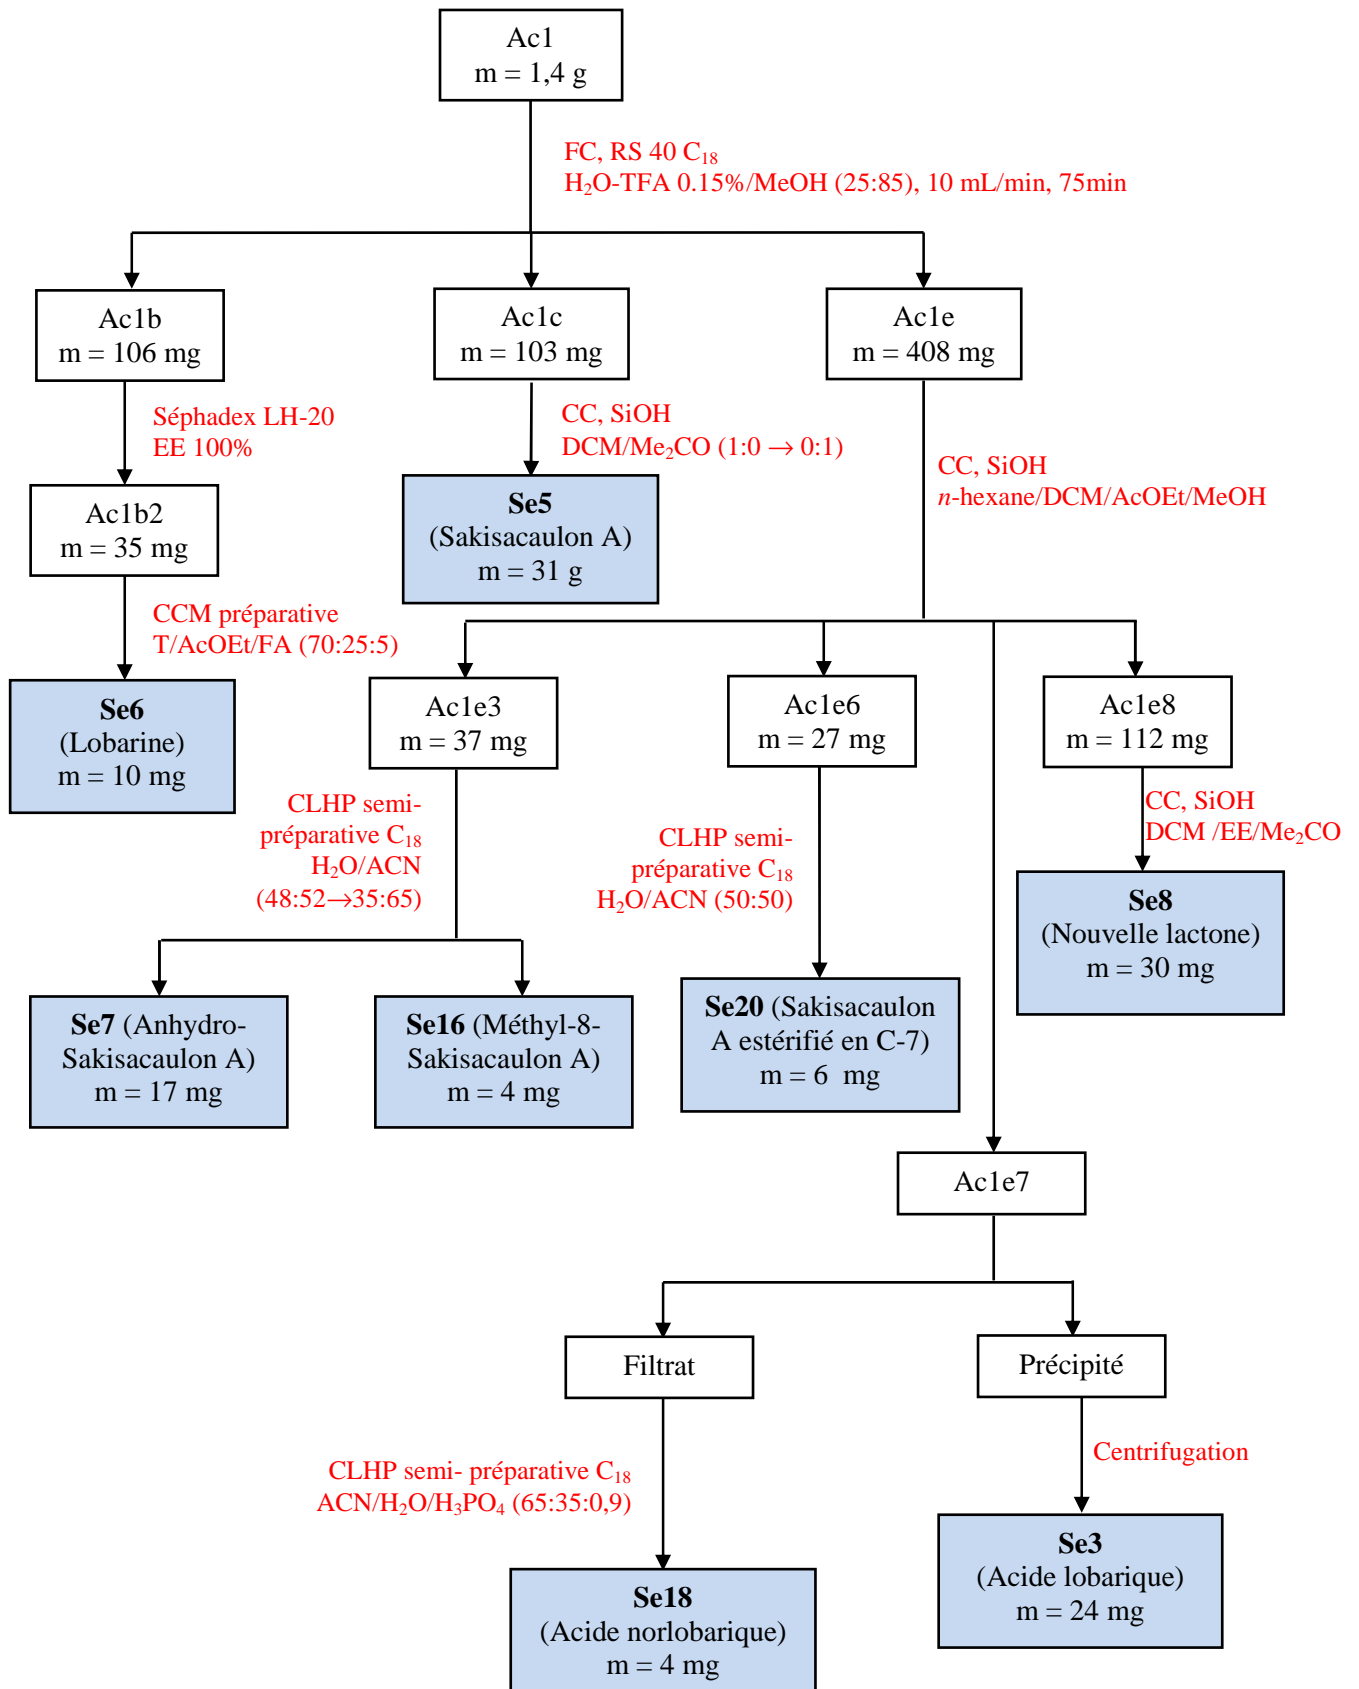 Ac1
m = 1,4 g
FC, RS 40 C₁₈
H₂O-TFA 0.15%/MeOH (25:85), 10 mL/min, 75min
Ac1b
m = 106 mg
Ac1c
m = 103 mg
Ac1e
m = 408 mg
Séphadex LH-20
EE 100%
CC, SiOH
DCM/Me₂CO (1:0 → 0:1)
CC, SiOH
n-hexane/DCM/AcOEt/MeOH
Ac1b2
m = 35 mg
Se5
(Sakisacaulon A)
m = 31 g
CCM préparative
T/AcOEt/FA (70:25:5)
Se6
(Lobarine)
m = 10 mg
Ac1e3
m = 37 mg
Ac1e6
m = 27 mg
Ac1e8
m = 112 mg
CLHP semi-
préparative C₁₈
H₂O/ACN
(48:52→35:65)
CLHP semi-
préparative C₁₈
H₂O/ACN (50:50)
CC, SiOH
DCM /EE/Me₂CO
Se8
(Nouvelle lactone)
m = 30 mg
Se7 (Anhydro-
Sakisacaulon A)
m = 17 mg
Se16 (Méthyl-8-
Sakisacaulon A)
m = 4 mg
Se20 (Sakisacaulon
A estérifié en C-7)
m = 6  mg
Ac1e7
Filtrat
Précipité
CLHP semi- préparative C₁₈
ACN/H₂O/H₃PO₄ (65:35:0,9)
Centrifugation
Se18
(Acide norlobarique)
m = 4 mg
Se3
(Acide lobarique)
m = 24 mg